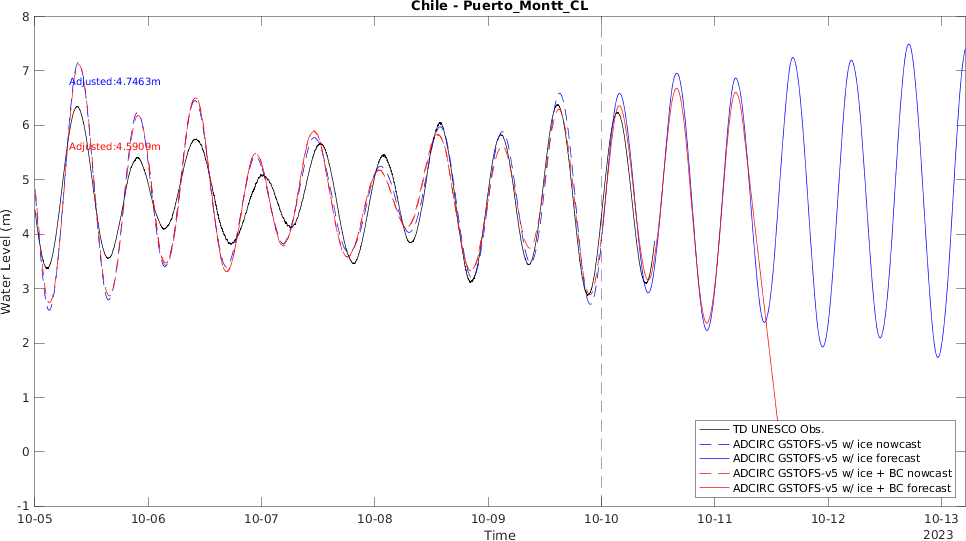 Chile - Puerto_Montt_CL
8
7
6
5
4
3
2
1
0
-1
Water Level (m)
Adjusted:4.7463m
Adjusted:4.5909m
TD UNESCO Obs.
ADCIRC GSTOFS-v5 w/ ice nowcast
ADCIRC GSTOFS-v5 w/ ice forecast
ADCIRC GSTOFS-v5 w/ ice + BC nowcast
ADCIRC GSTOFS-v5 w/ ice + BC forecast
10-05 10-06 10-07 10-08 10-09 10-10 10-11 10-12 10-13
Time
2023